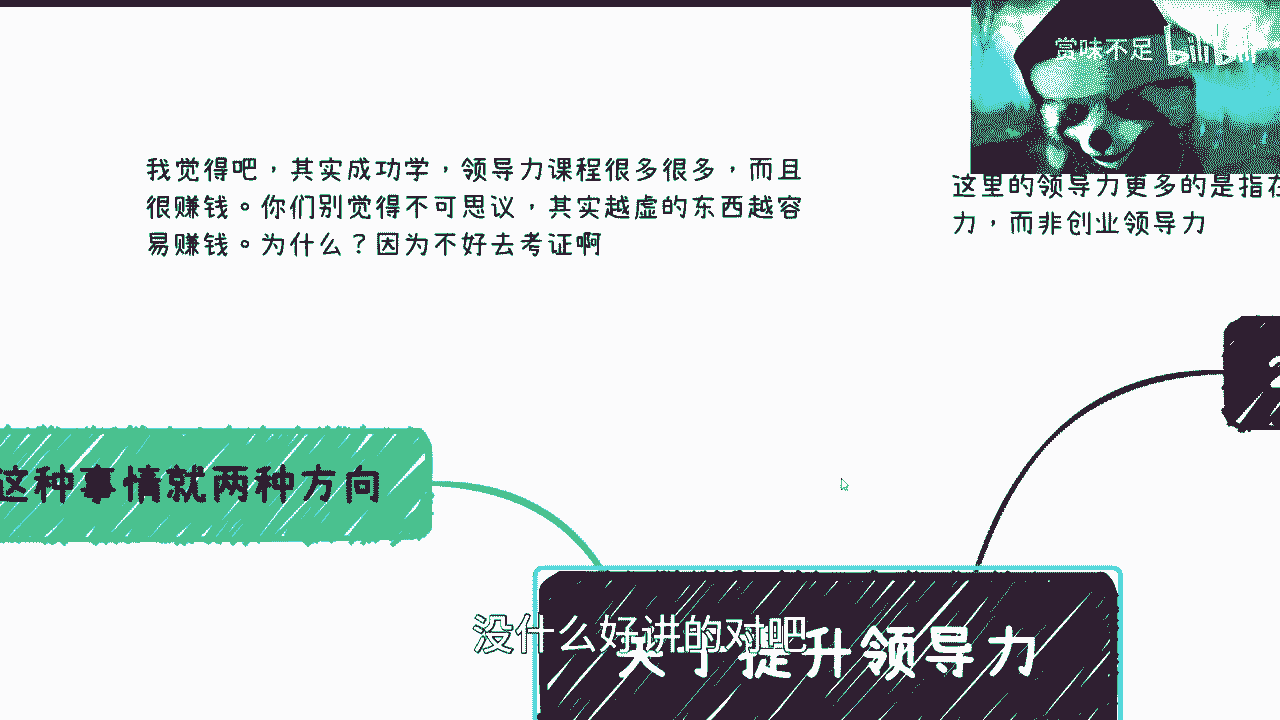 赏味不足 bilibili
我觉得吧，其实成功学，领导力课程很多很多，而且
很赚钱。你们别觉得不可思议，其实越虚的东西越容
易赚钱。为什么？因为不好去考证啊
这里的领导力更多的是指在
力，而非创业领导力
这种事情就两种方向
没什么好讲的对吧
关于提升领导力